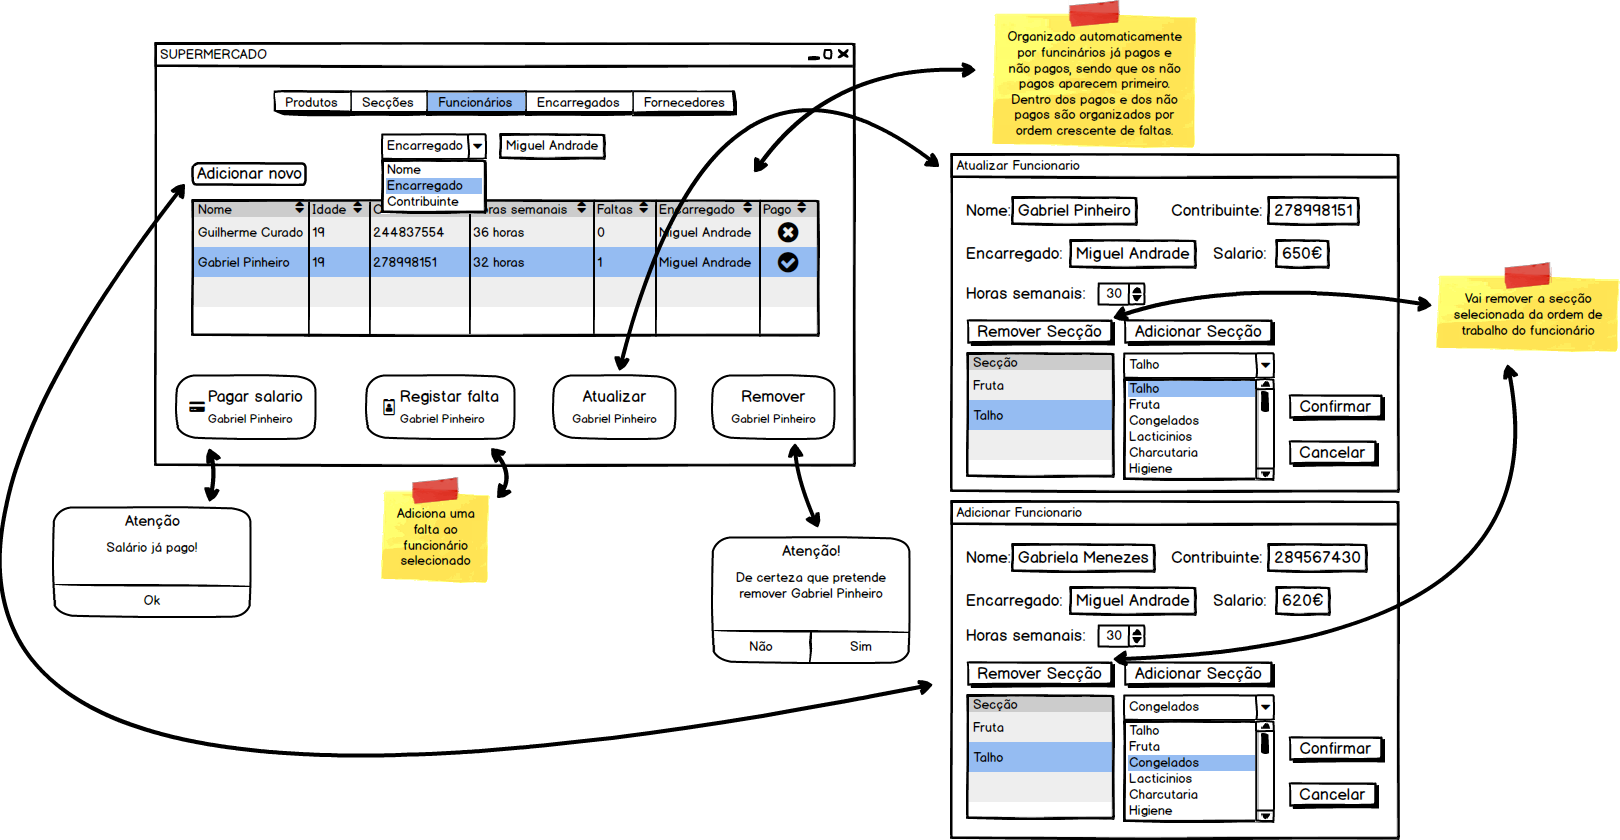 SUPERMERCADO
Produtos Secções Funcionários Encarregados Fornecedores
Encarregado Miguel Andrade
Nome
Encarregado
Contribuinte
Adicionar novo
Nome Idade C oras semanais Faltas Encarregado Pago
Guilherme Curado 19 244837554 36 horas 0 Miguel Andrade
Gabriel Pinheiro 19 278998151 32 horas 1 Miguel Andrade
Pagar salario
Gabriel Pinheiro
Registar falta
Gabriel Pinheiro
Atualizar
Gabriel Pinheiro
Remover
Gabriel Pinheiro
Organizado automaticamente
por funcinários já pagos e
não pagos, sendo que os não
pagos aparecem primeiro.
Dentro dos pagos e dos não
pagos são organizados por
ordem crescente de faltas.
Atualizar Funcionario
Nome: Gabriel Pinheiro Contribuinte: 278998151
Encarregado: Miguel Andrade Salario: 650€
Horas semanais: 30
Remover Secção Adicionar Secção
Secção
Fruta
Talho
Talho
Talho
Fruta
Congelados
Lacticinios
Charcutaria
Higiene
Confirmar
Cancelar
Vai remover a secção
selecionada da ordem de
trabalho do funcionário
Atenção
Salário já pago!
Ok
Adiciona uma
falta ao
funcionário
selecionado
Atenção!
De certeza que pretende
remover Gabriel Pinheiro
Não Sim
Adicionar Funcionario
Nome: Gabriela Menezes Contribuinte: 289567430
Encarregado: Miguel Andrade Salario: 620€
Horas semanais: 30
Remover Secção Adicionar Secção
Secção
Fruta
Talho
Congelados
Talho
Fruta
Congelados
Lacticinios
Charcutaria
Higiene
Confirmar
Cancelar